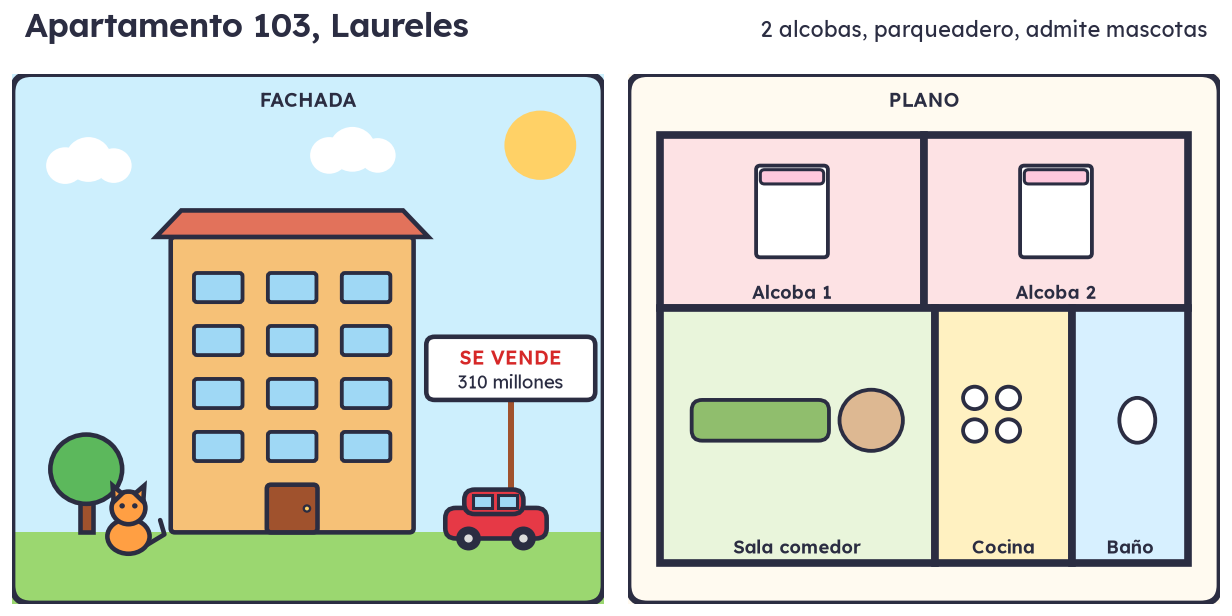 Apartamento 103, Laureles
2 alcobas, parqueadero, admite mascotas
FACHADA
SE VENDE
310 millones
PLANO
Alcoba 1
Alcoba 2
Sala comedor
Cocina
Baño